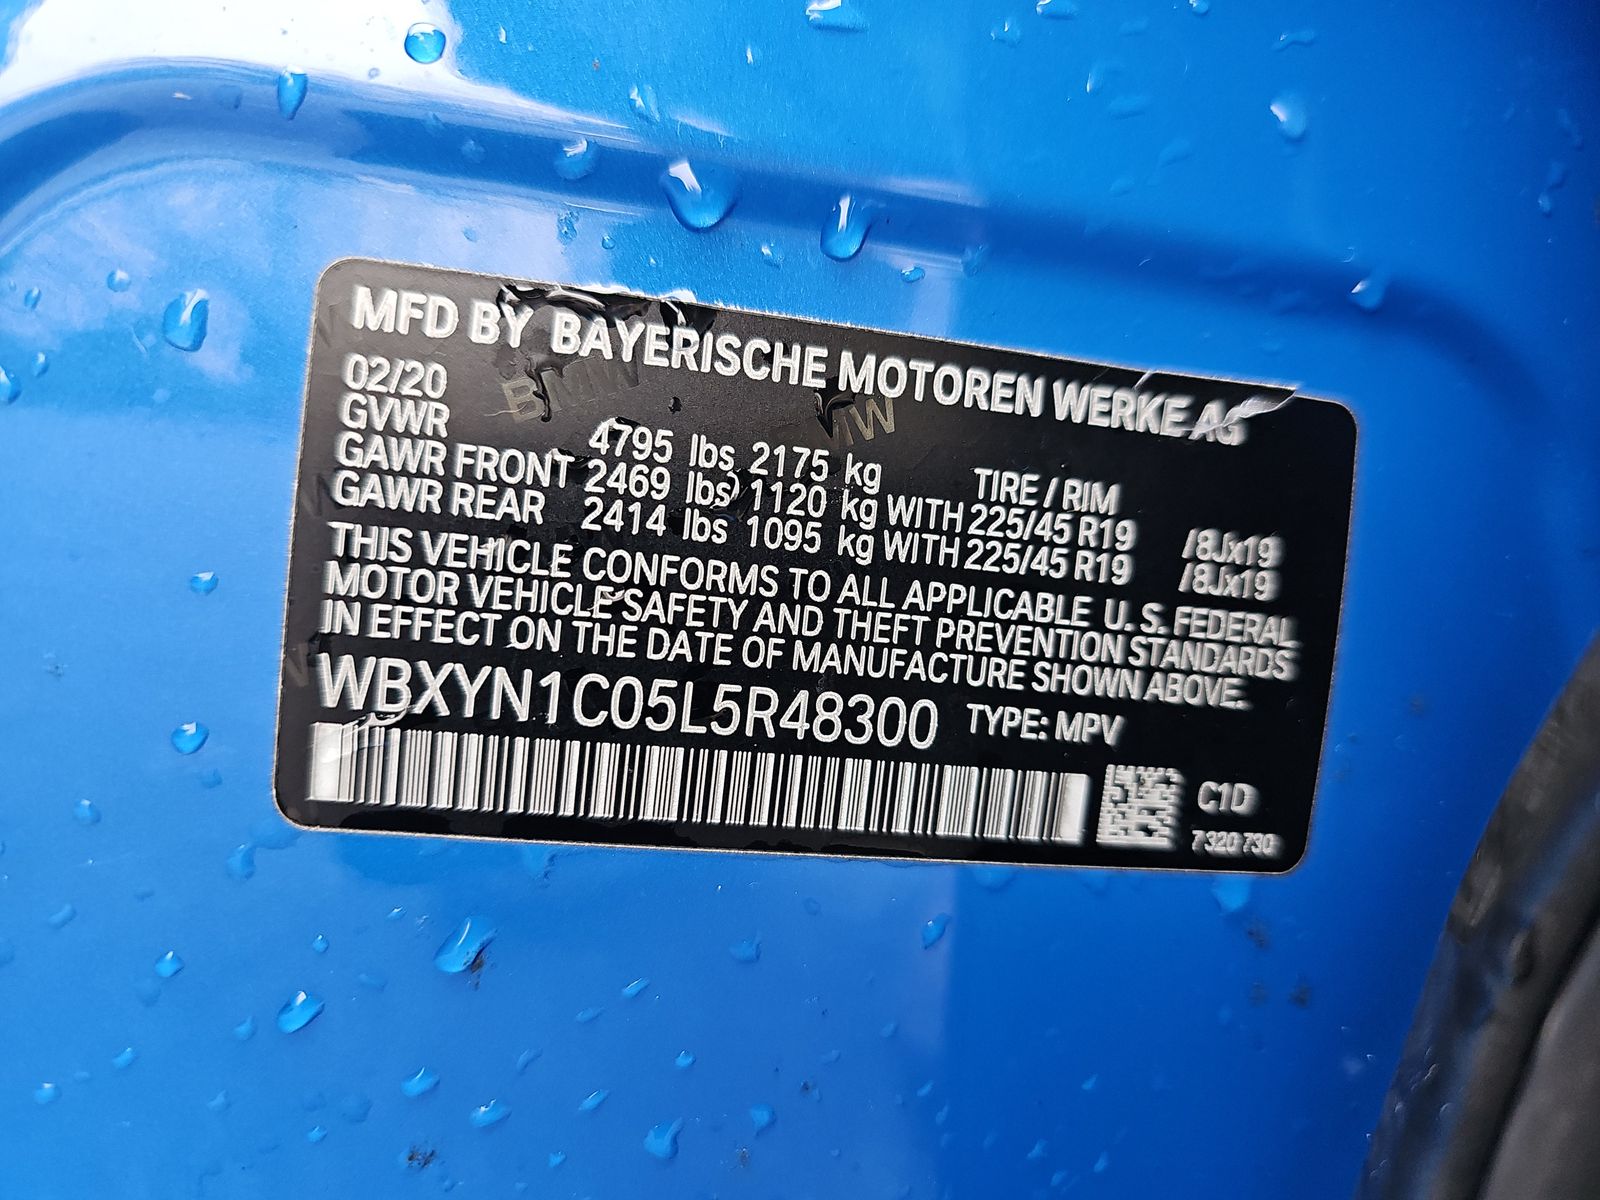 MFD BY BAYERISCHE MOTOREN WERKE AG
02/20
GVWR 4795 lbs 2175 kg TIRE / RIM
GAWR FRONT 2469 lbs 1120 kg WITH 225/45 R19 /8Jx19
GAWR REAR 2414 lbs 1095 kg WITH 225/45 R19 /8Jx19
THIS VEHICLE CONFORMS TO ALL APPLICABLE U.S. FEDERAL
MOTOR VEHICLE SAFETY AND THEFT PREVENTION STANDARDS
IN EFFECT ON THE DATE OF MANUFACTURE SHOWN ABOVE.
WBXYN1C05L5R48300 TYPE: MPV
C1D
7 320 730
BMW